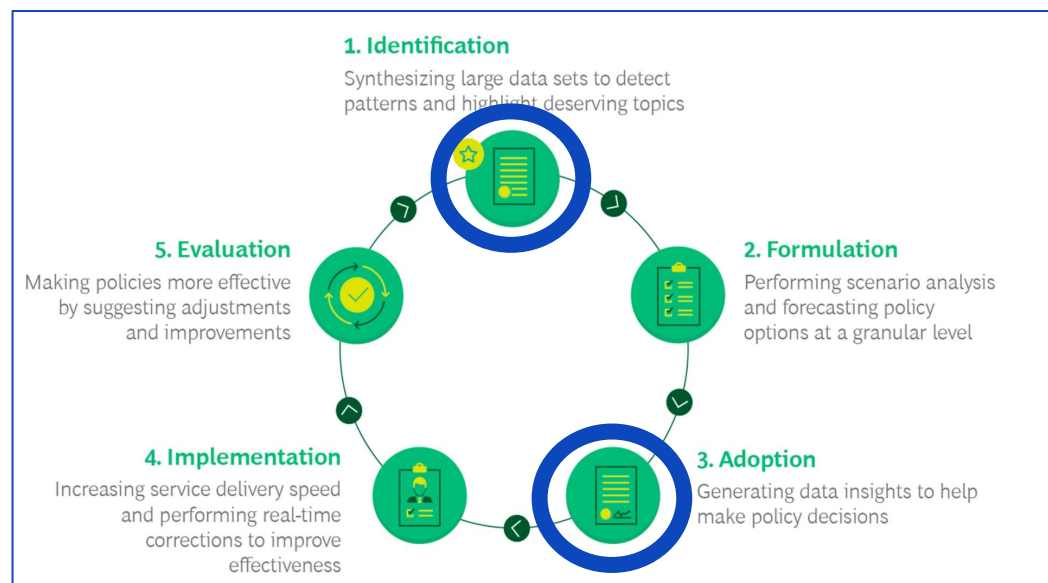 1. Identification
Synthesizing large data sets to detect
patterns and highlight deserving topics
2. Formulation
Performing scenario analysis
and forecasting policy
options at a granular level
3. Adoption
Generating data insights to help
make policy decisions
4. Implementation
Increasing service delivery speed
and performing real-time
corrections to improve
effectiveness
5. Evaluation
Making policies more effective
by suggesting adjustments
and improvements